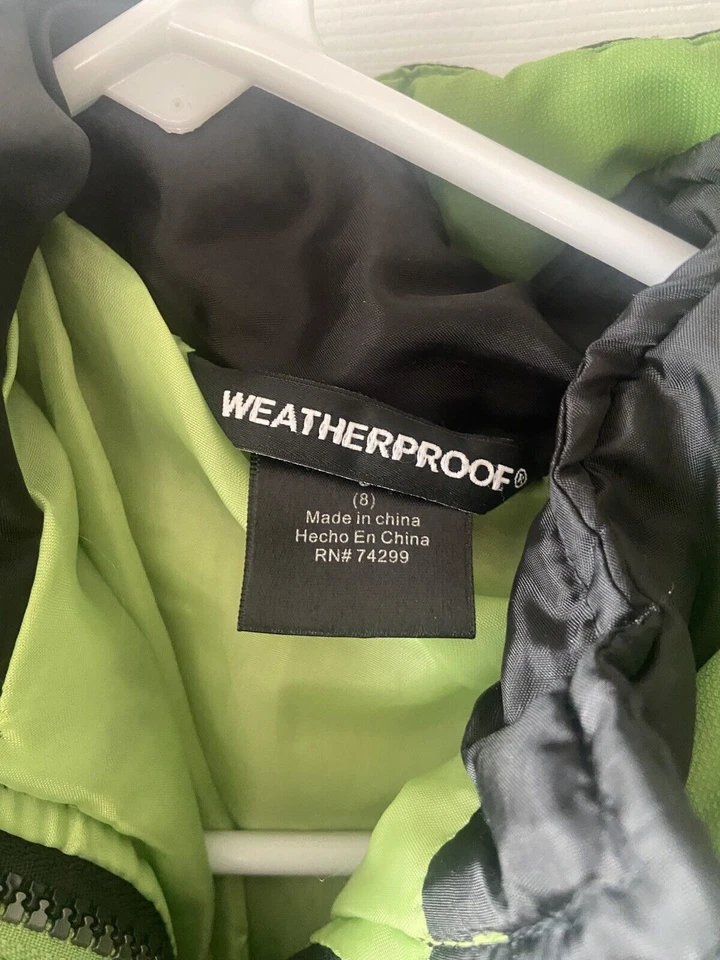 WEATHERPROOF®
(8)
Made in china
Hecho En China
RN# 74299